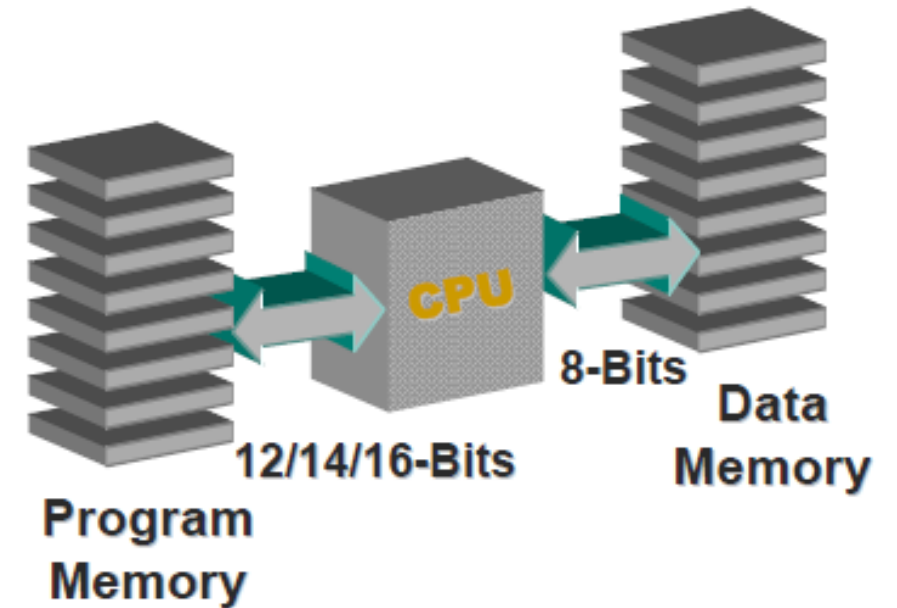 CPU
8-Bits
Data
Memory
12/14/16-Bits
Program
Memory